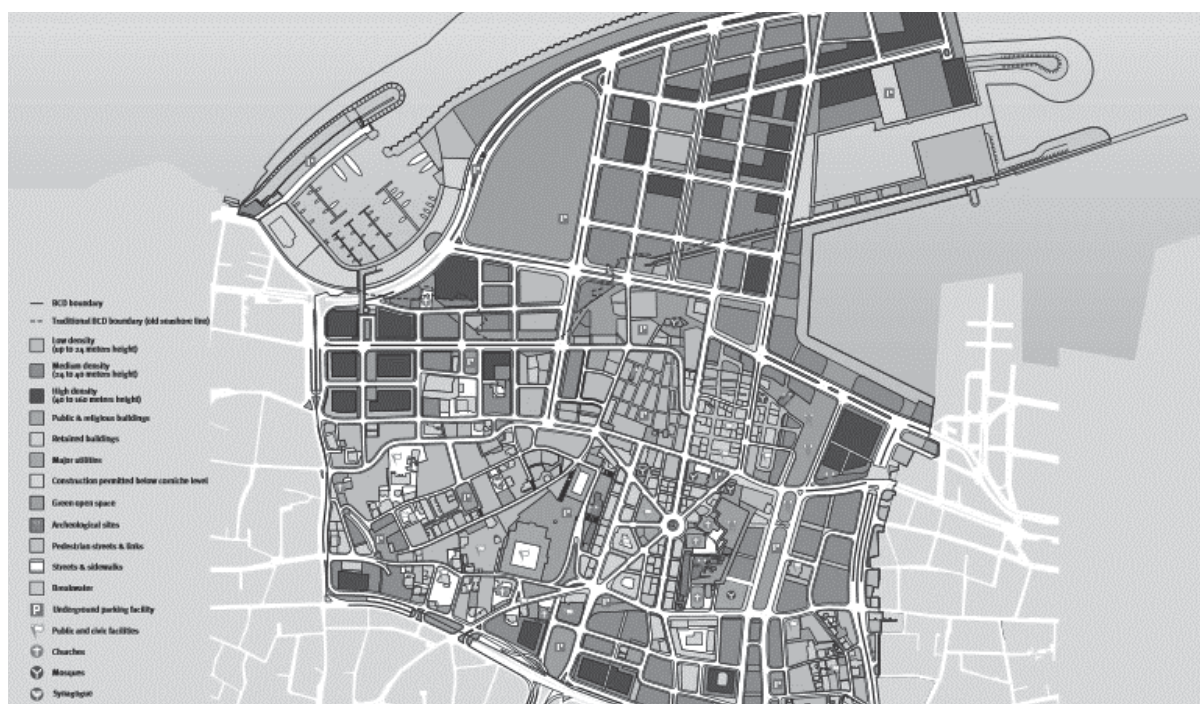 BCD boundary
Traditional BCD boundary (old seashore line)
Low density
(up to 24 meters height)
Medium density
(24 to 40 meters height)
High density
(40 to 160 meters height)
Public & religious buildings
Retained buildings
Major utilities
Construction permitted below corniche level
Green open space
Archeological sites
Pedestrian streets & links
Streets & sidewalks
Breakwater
P Underground parking facility
Public and civic facilities
Churches
Mosques
Synagogue